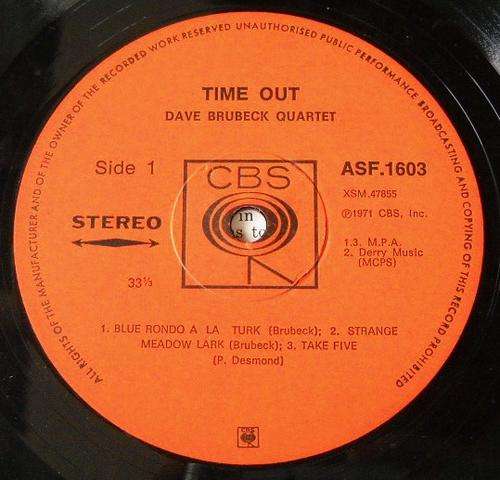 ALL RIGHTS OF THE MANUFACTURER AND OF THE OWNER OF THE RECORDED WORK RESERVED UNAUTHORISED PUBLIC PERFORMANCE BROADCASTING AND COPYING OF THIS RECORD PROHIBITED
TIME OUT
DAVE BRUBECK QUARTET
Side 1
CBS
ASF.1603
XSM.47855
STEREO
℗1971 CBS, Inc.
in
s to
1.3. M.P.A.
2. Derry Music
(MCPS)
33⅓
1. BLUE RONDO A LA TURK (Brubeck); 2. STRANGE
MEADOW LARK (Brubeck); 3. TAKE FIVE
(P. Desmond)
CBS